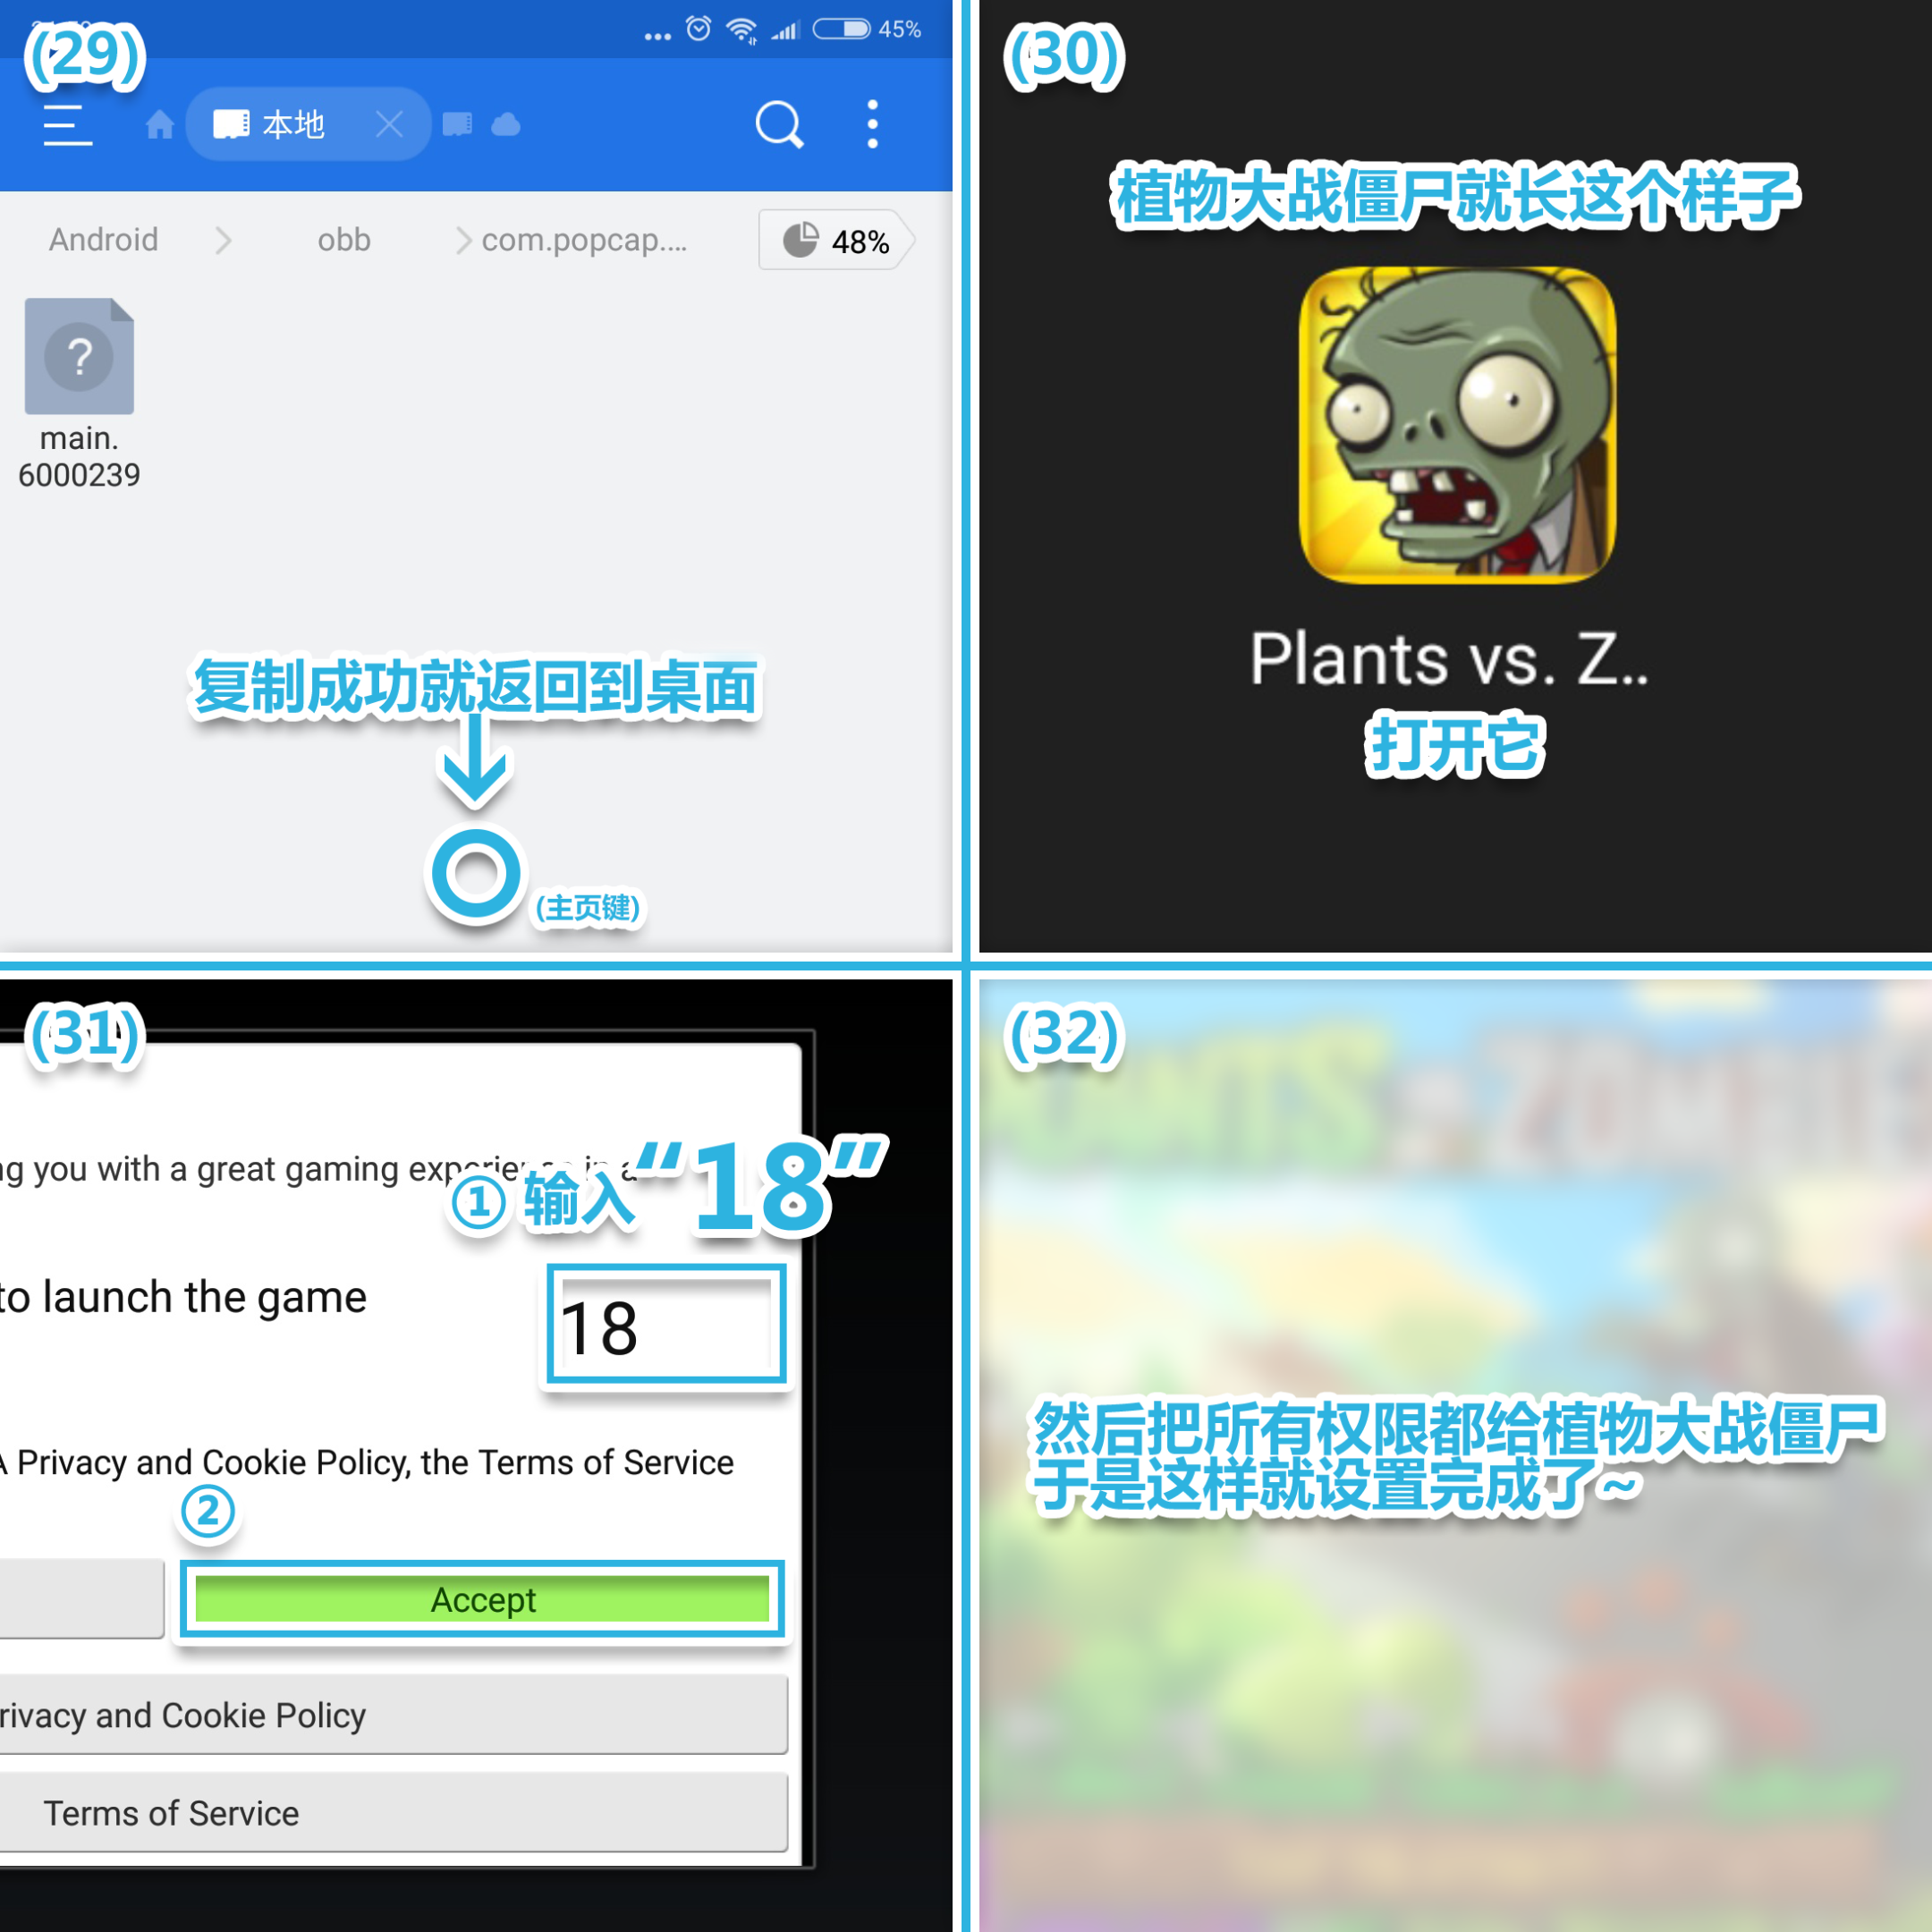 (29)
45%
本地
Android
obb
com.popcap....
48%
?
main.
6000239
复制成功就返回到桌面
(主页键)
(30)
植物大战僵尸就长这个样子
Plants vs. Z..
打开它
(31)
ng you with a great gaming experience in a
① 输入“18”
to launch the game
18
A Privacy and Cookie Policy, the Terms of Service
②
Accept
rivacy and Cookie Policy
Terms of Service
(32)
PLANTS vs ZOMBIE
然后把所有权限都给植物大战僵尸
于是这样就设置完成了~